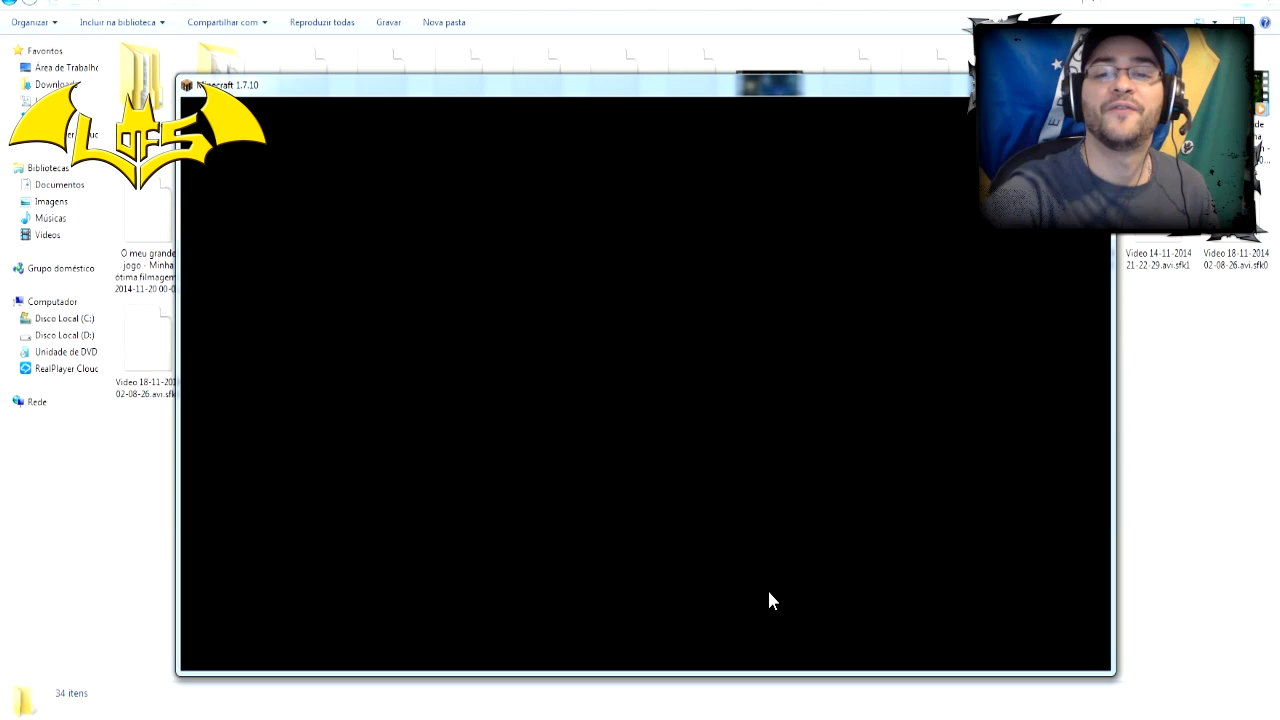 Organizar
Incluir na biblioteca
Compartilhar com
Reproduzir todas
Gravar
Nova pasta
Favoritos
Área de Trabalho
Minecraft 1.7.10
LOFS
Bibliotecas
Documentos
Imagens
Músicas
Vídeos
Grupo doméstico
Computador
Disco Local (C:)
Disco Local (D:)
Unidade de DVD
RealPlayer Clouc
Rede
O meu grande
jogo - Minha
ótima filmagem
2014-11-20 00-0
Video 18-11-201
02-08-26.avi.sfk
Video 14-11-2014
21-22-29.avi.sfk1
Video 18-11-2014
02-08-26.avi.sfk0
34 itens